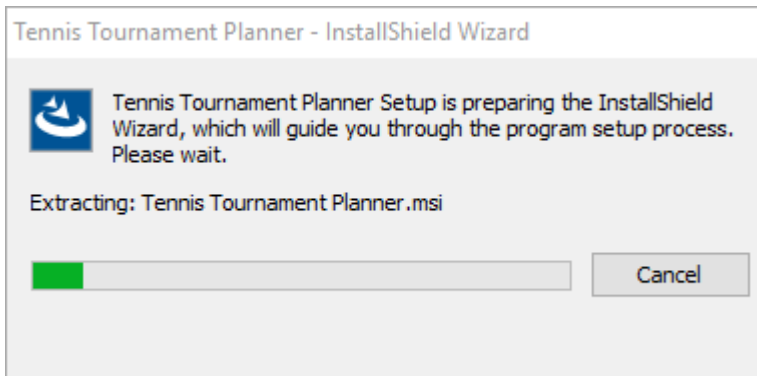 Tennis Tournament Planner - InstallShield Wizard
Tennis Tournament Planner Setup is preparing the InstallShield
Wizard, which will guide you through the program setup process.
Please wait.
Extracting: Tennis Tournament Planner.msi
Cancel